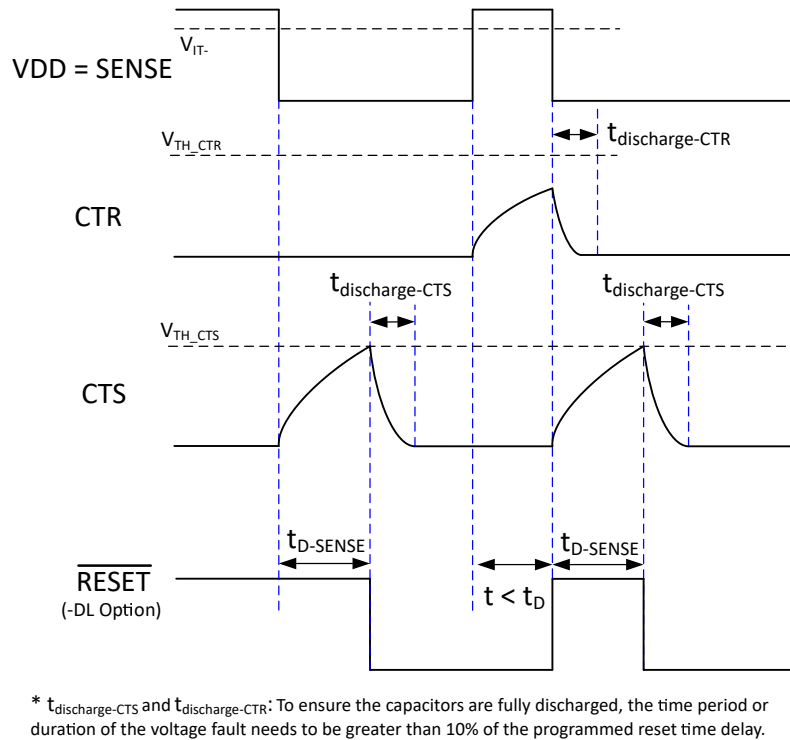 V_IT-
VDD = SENSE
t_discharge-CTR
V_TH_CTR
CTR
t_discharge-CTS
t_discharge-CTS
V_TH_CTS
CTS
t_D-SENSE
t_D-SENSE
RESET
(-DL Option)
t < t_D
* t_discharge-CTS and t_discharge-CTR: To ensure the capacitors are fully discharged, the time period or
duration of the voltage fault needs to be greater than 10% of the programmed reset time delay.